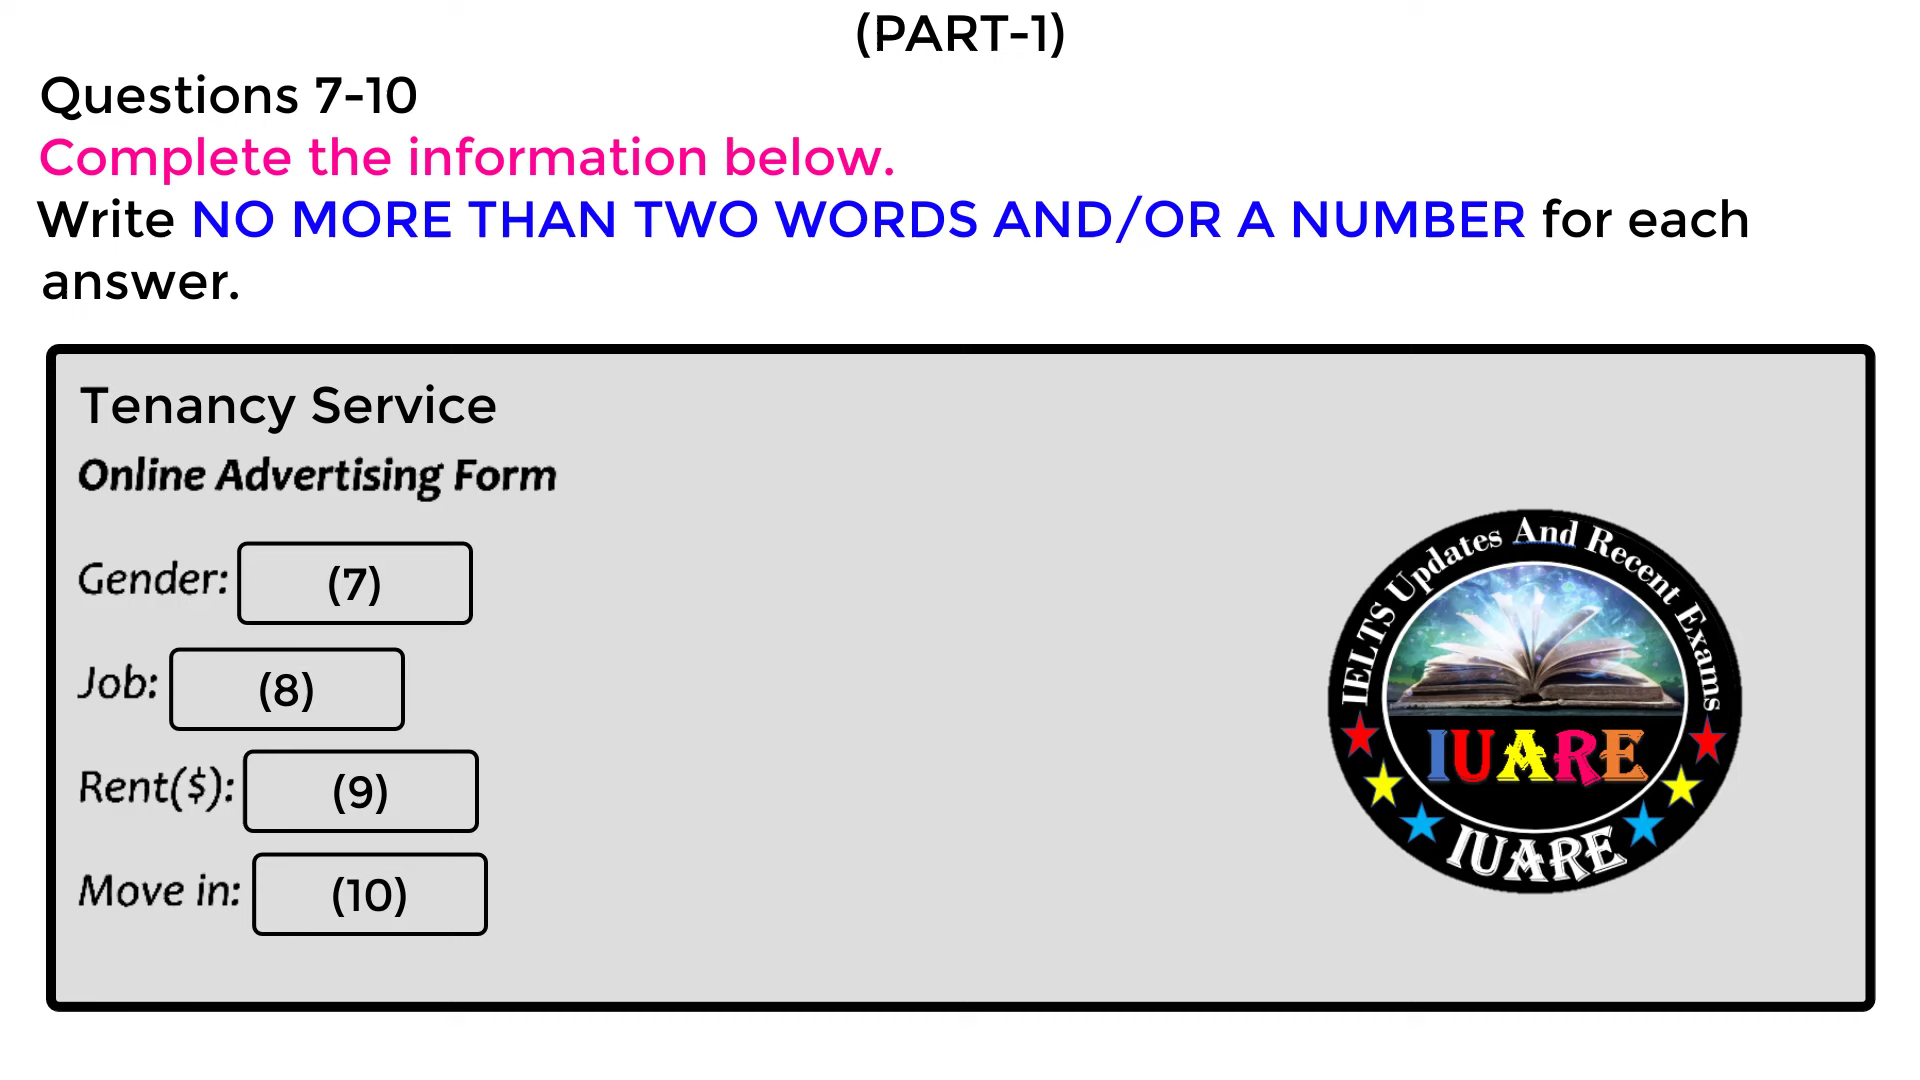 (PART-1)
Questions 7-10
Complete the information below.
Write NO MORE THAN TWO WORDS AND/OR A NUMBER for each
answer.
Tenancy Service
Online Advertising Form
Gender: (7)
Job: (8)
Rent($): (9)
Move in: (10)
IELTS Updates And Recent Exams
IUARE
IUARE